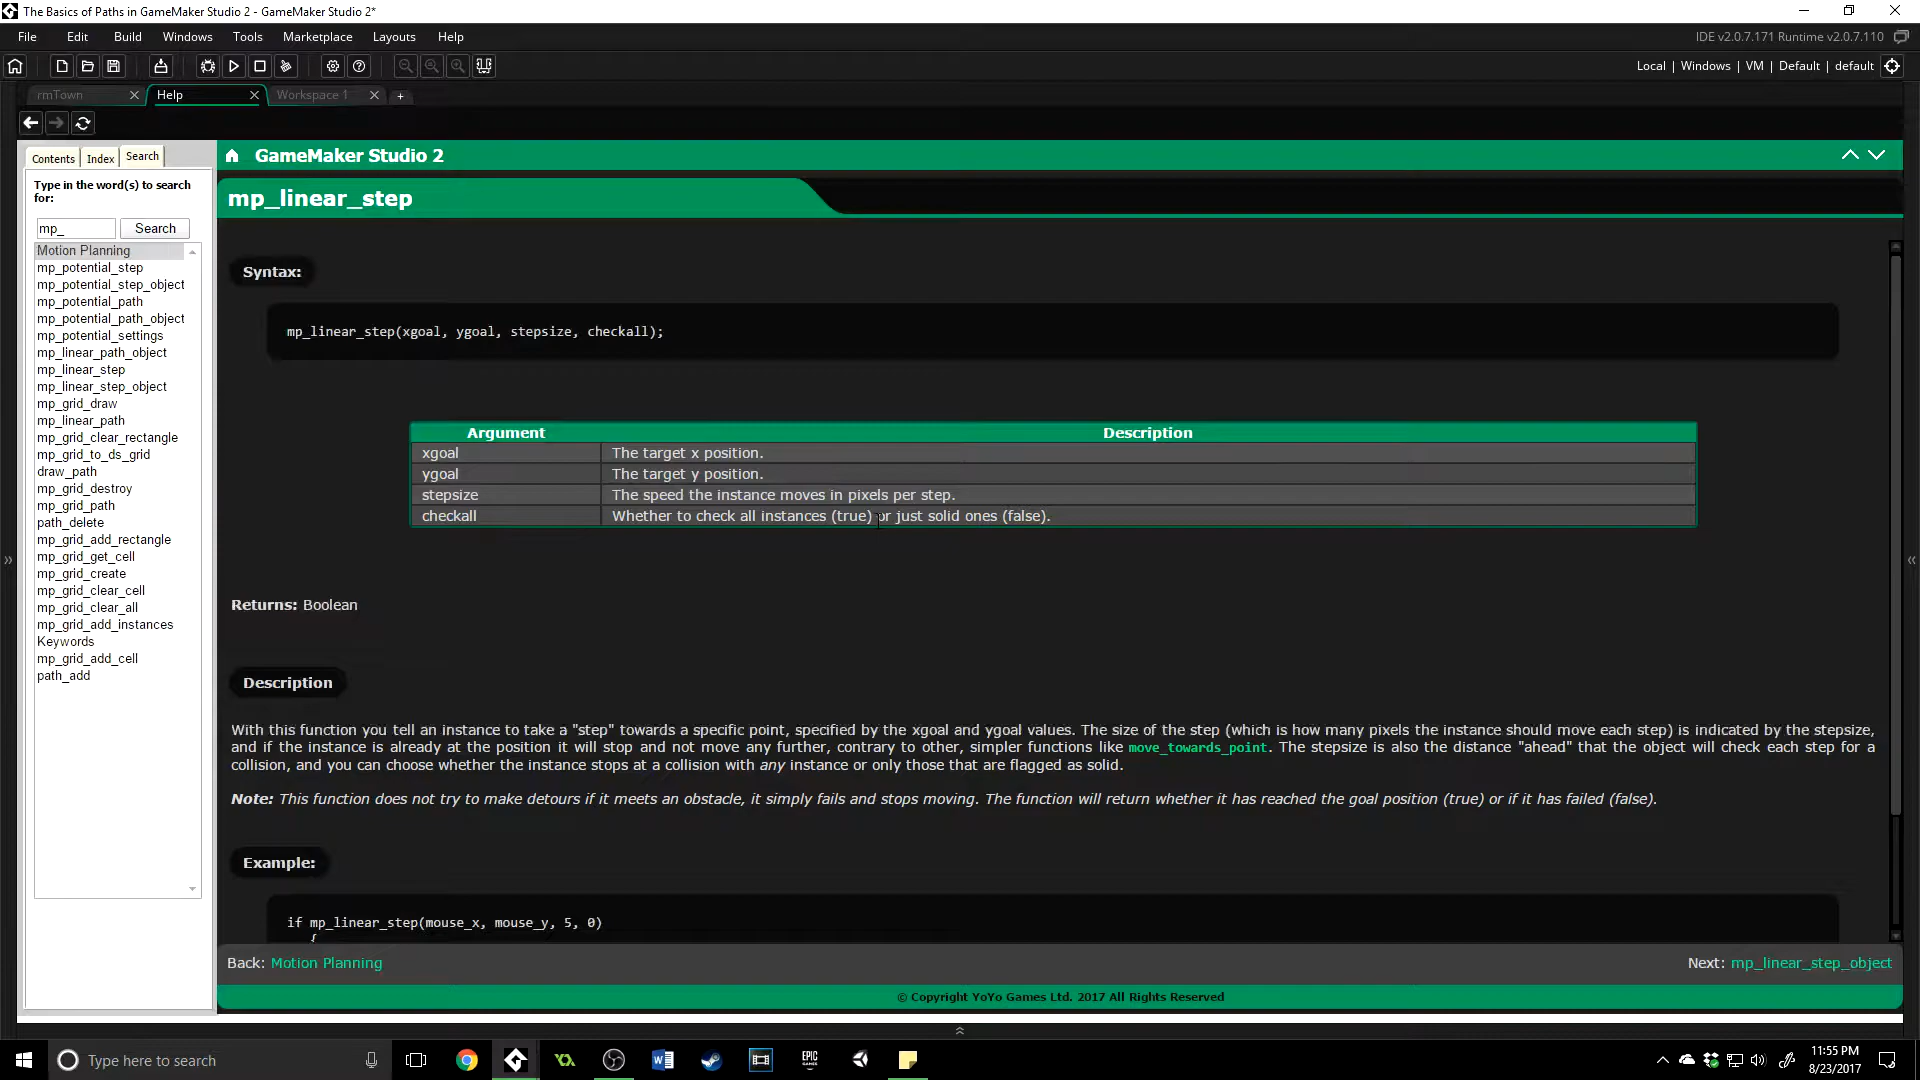 The Basics of Paths in GameMaker Studio 2 - GameMaker Studio 2*
File Edit Build Windows Tools Marketplace Layouts Help
IDE v2.0.7.171 Runtime v2.0.7.110
Local | Windows | VM | Default | default
rmTown Help Workspace 1
Contents Index Search
Type in the word(s) to search
for:
mp_ Search
Motion Planning
mp_potential_step
mp_potential_step_object
mp_potential_path
mp_potential_path_object
mp_potential_settings
mp_linear_path_object
mp_linear_step
mp_linear_step_object
mp_grid_draw
mp_linear_path
mp_grid_clear_rectangle
mp_grid_to_ds_grid
draw_path
mp_grid_destroy
mp_grid_path
path_delete
mp_grid_add_rectangle
mp_grid_get_cell
mp_grid_create
mp_grid_clear_cell
mp_grid_clear_all
mp_grid_add_instances
Keywords
mp_grid_add_cell
path_add
GameMaker Studio 2
mp_linear_step
Syntax:
mp_linear_step(xgoal, ygoal, stepsize, checkall);
Argument Description
xgoal The target x position.
ygoal The target y position.
stepsize The speed the instance moves in pixels per step.
checkall Whether to check all instances (true) or just solid ones (false).
Returns: Boolean
Description
With this function you tell an instance to take a "step" towards a specific point, specified by the xgoal and ygoal values. The size of the step (which is how many pixels the instance should move each step) is indicated by the stepsize,
and if the instance is already at the position it will stop and not move any further, contrary to other, simpler functions like move_towards_point. The stepsize is also the distance "ahead" that the object will check each step for a
collision, and you can choose whether the instance stops at a collision with any instance or only those that are flagged as solid.
Note: This function does not try to make detours if it meets an obstacle, it simply fails and stops moving. The function will return whether it has reached the goal position (true) or if it has failed (false).
Example:
if mp_linear_step(mouse_x, mouse_y, 5, 0)
{
Back: Motion Planning Next: mp_linear_step_object
© Copyright YoYo Games Ltd. 2017 All Rights Reserved
Type here to search
EPIC
GAMES
11:55 PM
8/23/2017